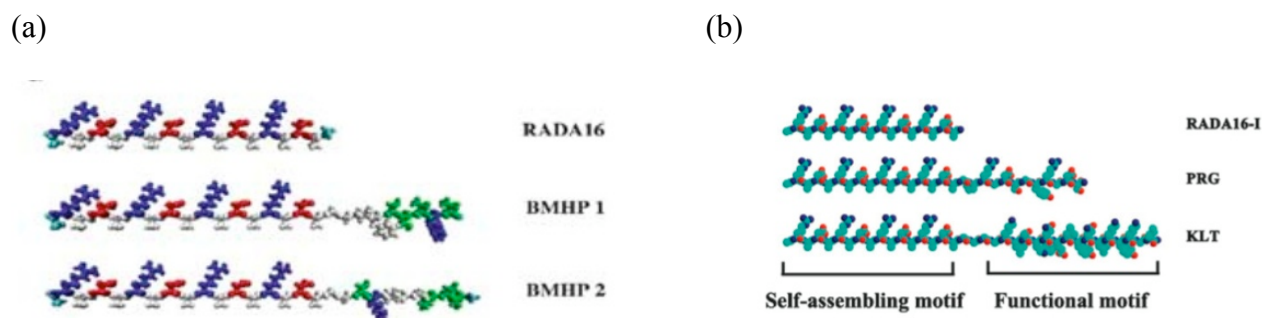 (a)
(b)
RADA16
BMHP 1
BMHP 2
RADA16-I
PRG
KLT
Self-assembling motif Functional motif